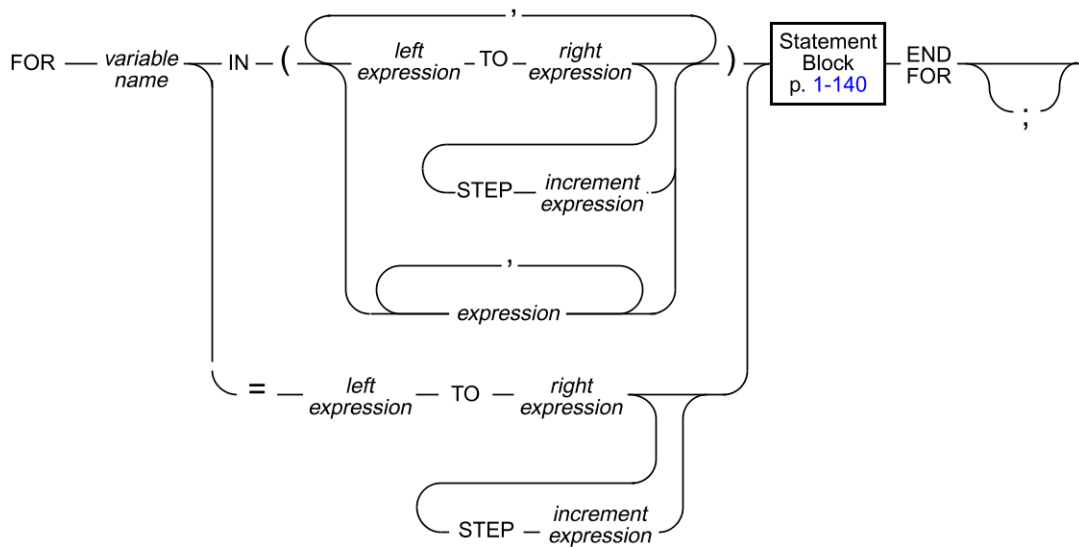 ,
FOR variable name IN ( left expression TO right expression ) Statement Block p. 1-140 END FOR ;
STEP increment expression
,
expression
= left expression TO right expression
STEP increment expression